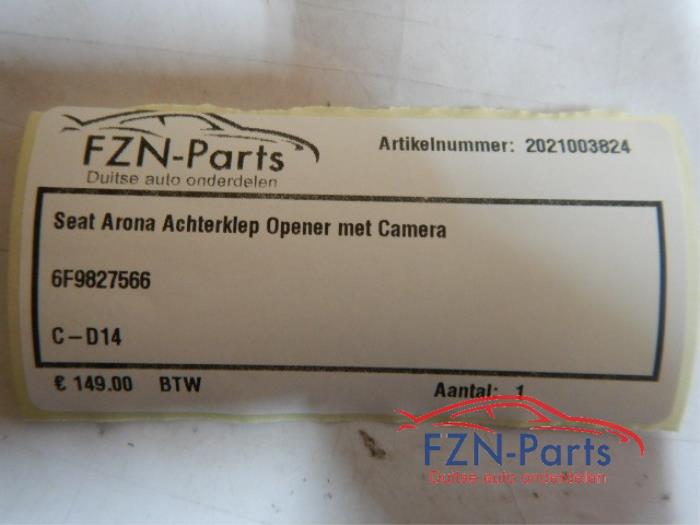 FZN-Parts
Duitse auto onderdelen
Artikelnummer: 2021003824
Seat Arona Achterklep Opener met Camera
6F9827566
C-D14
€ 149.00 BTW
Aantal: 1
FZN-Parts
Duitse auto onderdelen